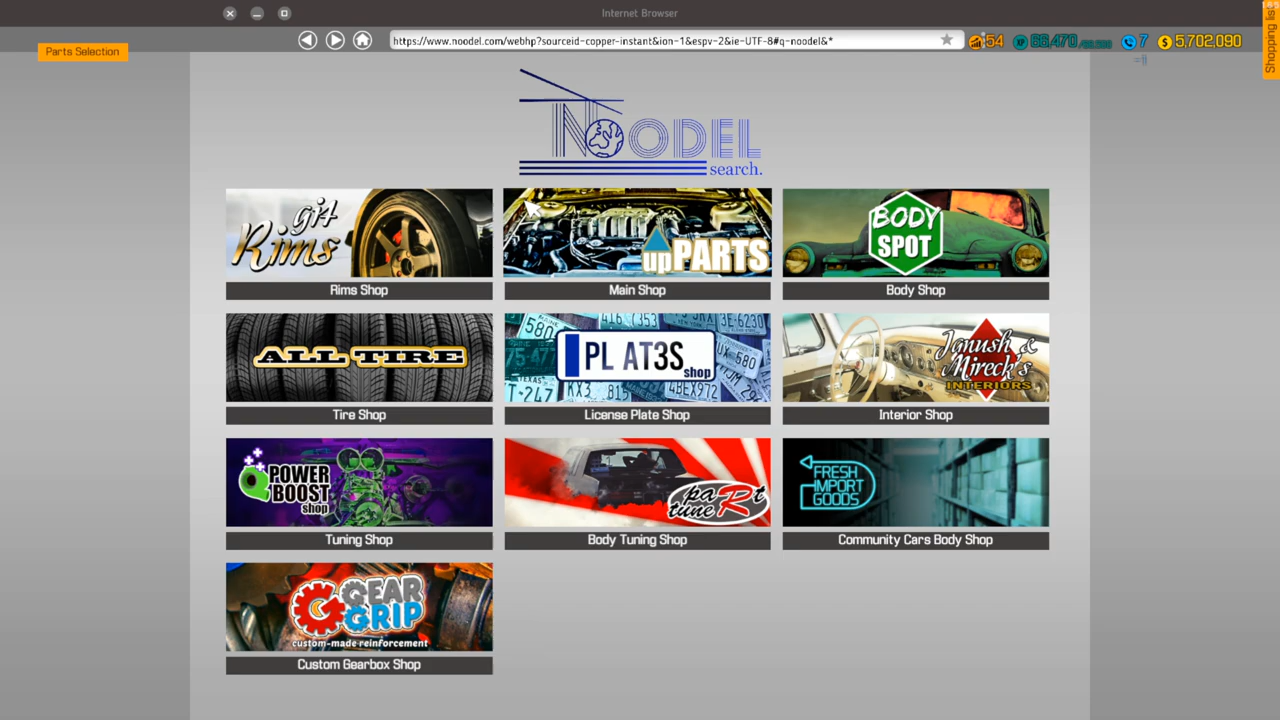 Internet Browser
Parts Selection
https://www.noodel.com/webhp?sourceid-copper-instant&ion-1&espv-2&ie-UTF-8#q-noodel&*
54
66,470
7
5,702,090
Shopping list
NOODEL
search.
gj4
Rims
upPARTS
BODY
SPOT
Rims Shop
Main Shop
Body Shop
ALL TIRE
PL AT3S
shop
Janush &
Mireck's
INTERIORS
Tire Shop
License Plate Shop
Interior Shop
POWER
BOOST
shop
paRt
tuneR
FRESH
IMPORT
GOODS
Tuning Shop
Body Tuning Shop
Community Cars Body Shop
GEAR
GRIP
custom-made reinforcement
Custom Gearbox Shop